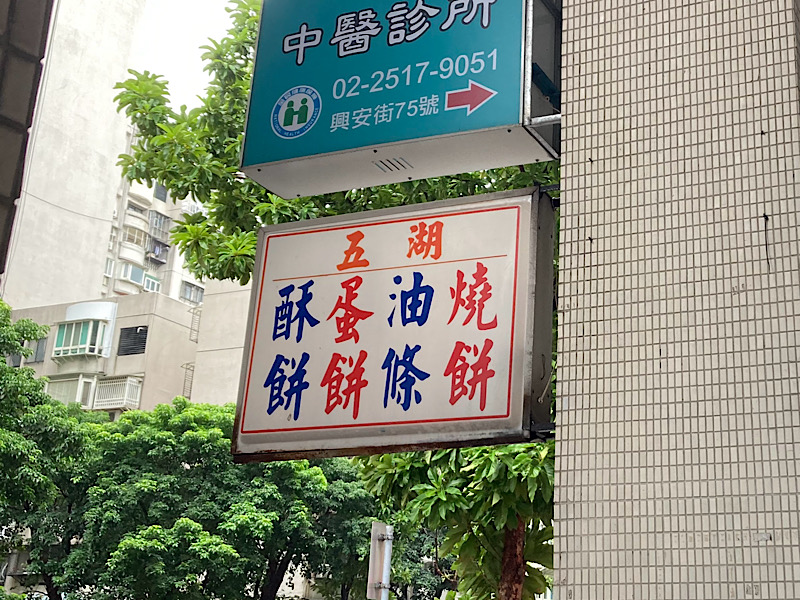 中醫診所
02-2517-9051
興安街75號
五湖
燒餅
油條
蛋餅
酥餅